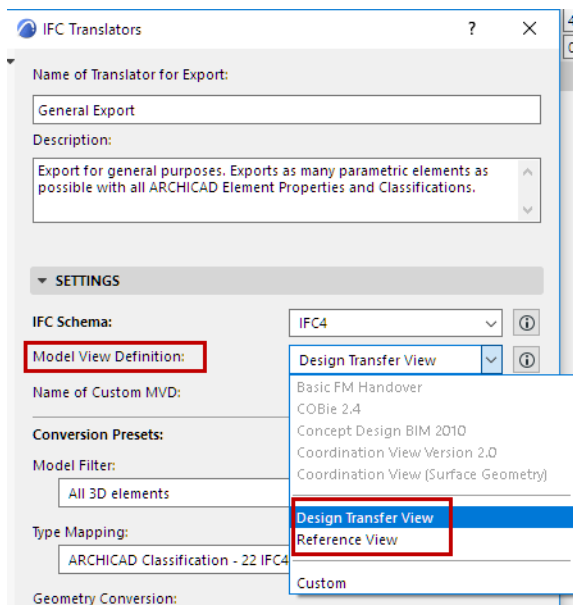 IFC Translators
?
Name of Translator for Export:
General Export
Description:
Export for general purposes. Exports as many parametric elements as
possible with all ARCHICAD Element Properties and Classifications.
SETTINGS
IFC Schema:
IFC4
Model View Definition:
Design Transfer View
Name of Custom MVD:
Basic FM Handover
COBie 2.4
Concept Design BIM 2010
Coordination View Version 2.0
Coordination View (Surface Geometry)
Design Transfer View
Reference View
Custom
Conversion Presets:
Model Filter:
All 3D elements
Type Mapping:
ARCHICAD Classification - 22 IFC4
Geometry Conversion: